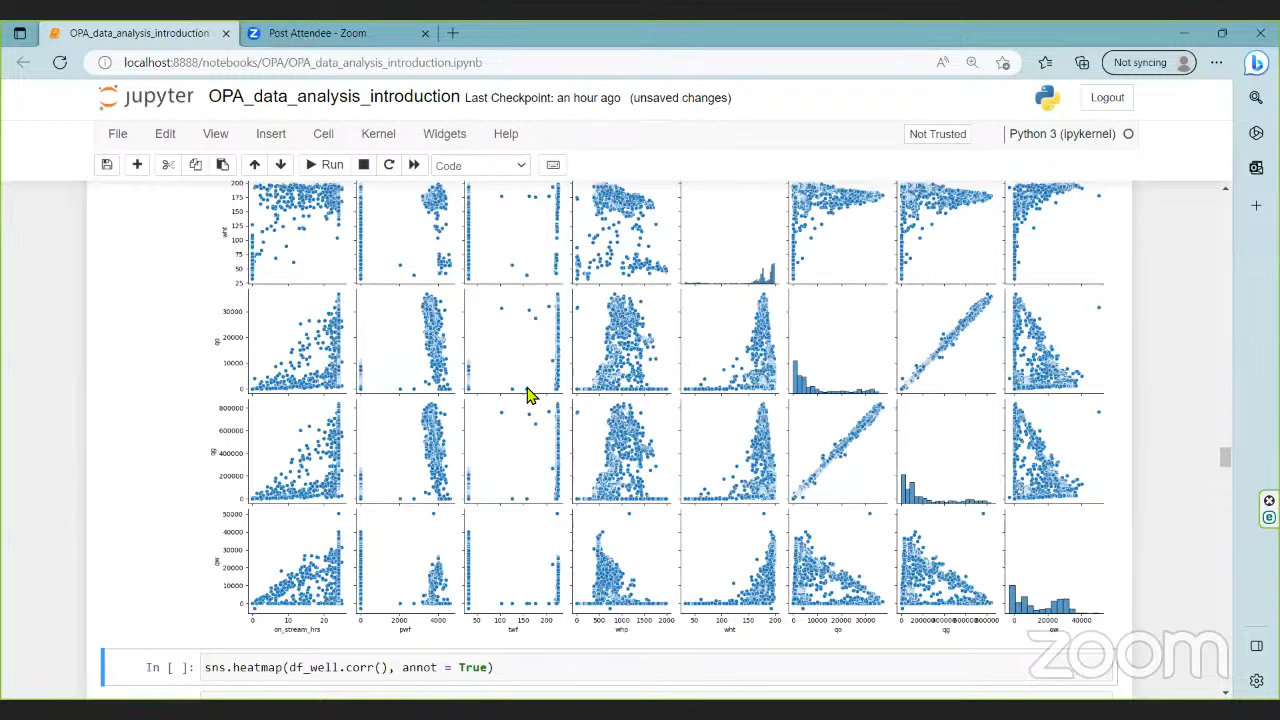 OPA_data_analysis_introduction
Post Attendee - Zoom
localhost:8888/notebooks/OPA/OPA_data_analysis_introduction.ipynb
Not syncing
jupyter OPA_data_analysis_introduction Last Checkpoint: an hour ago (unsaved changes)
Logout
File Edit View Insert Cell Kernel Widgets Help
Not Trusted Python 3 (ipykernel)
Run Code
200
175
150
125
100
75
50
25
wht
30000
20000
10000
0
qo
800000
600000
400000
200000
0
qg
50000
40000
30000
20000
10000
0
qw
0 10 20 0 2000 4000 50 100 150 200 0 500 1000 1500 2000 50 100 150 200 0 10000 20000 30000 0 200000 400000 600000 800000 0 20000 40000
on_stream_hrs pwf twf whp wht qo qg qw
zoom
In [ ]: sns.heatmap(df_well.corr(), annot = True)